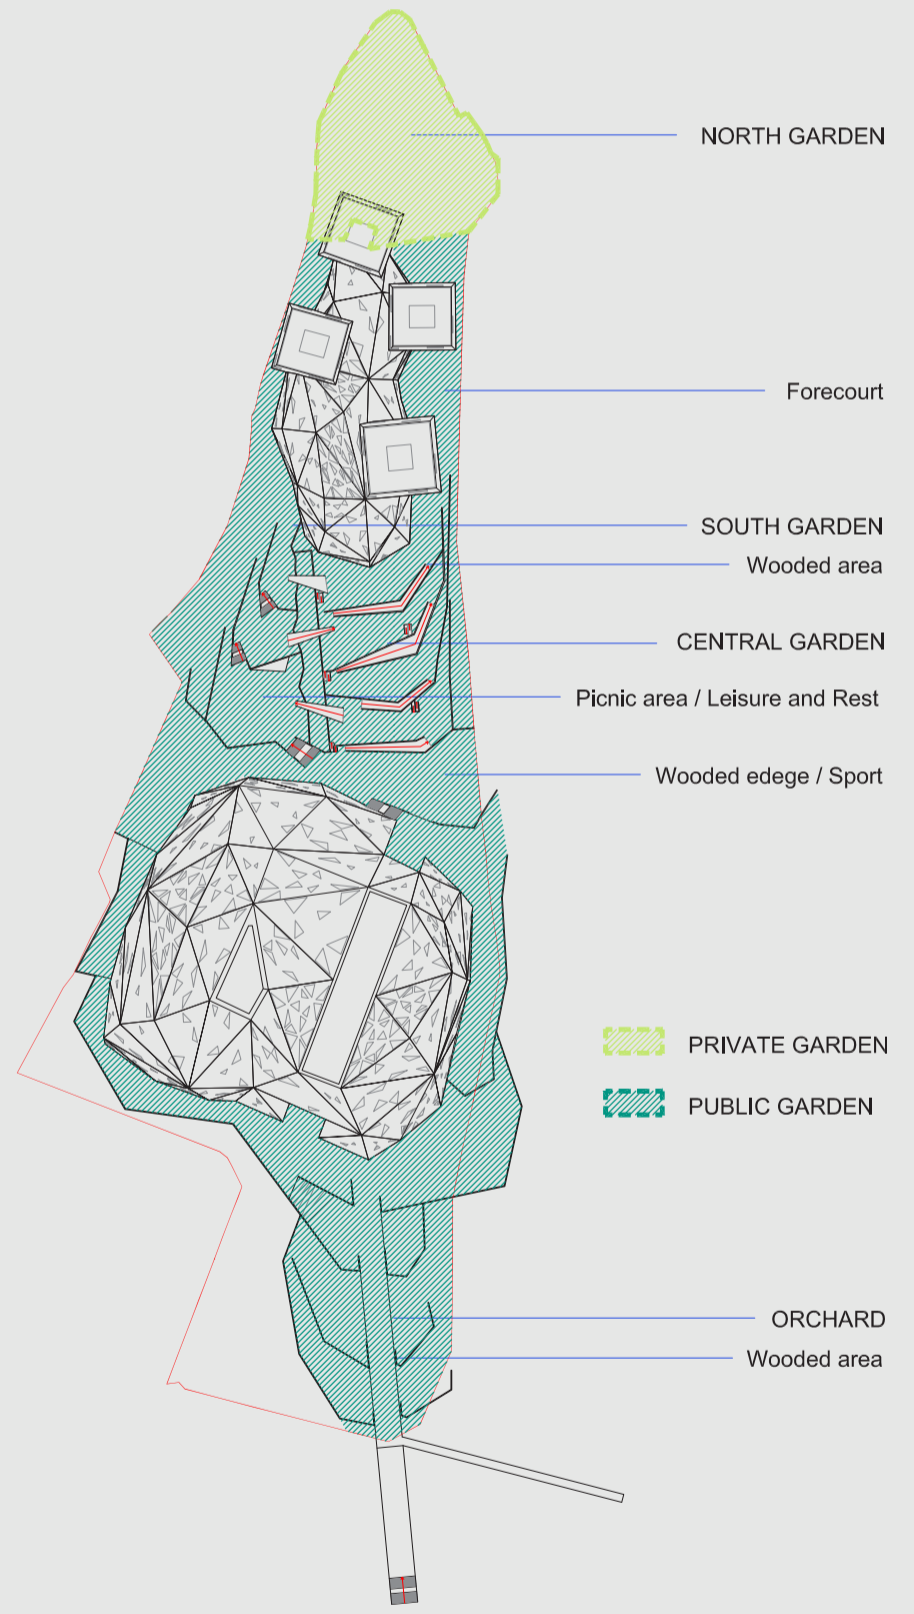 NORTH GARDEN
Forecourt
SOUTH GARDEN
Wooded area
CENTRAL GARDEN
Picnic area / Leisure and Rest
Wooded edege / Sport
PRIVATE GARDEN
PUBLIC GARDEN
ORCHARD
Wooded area